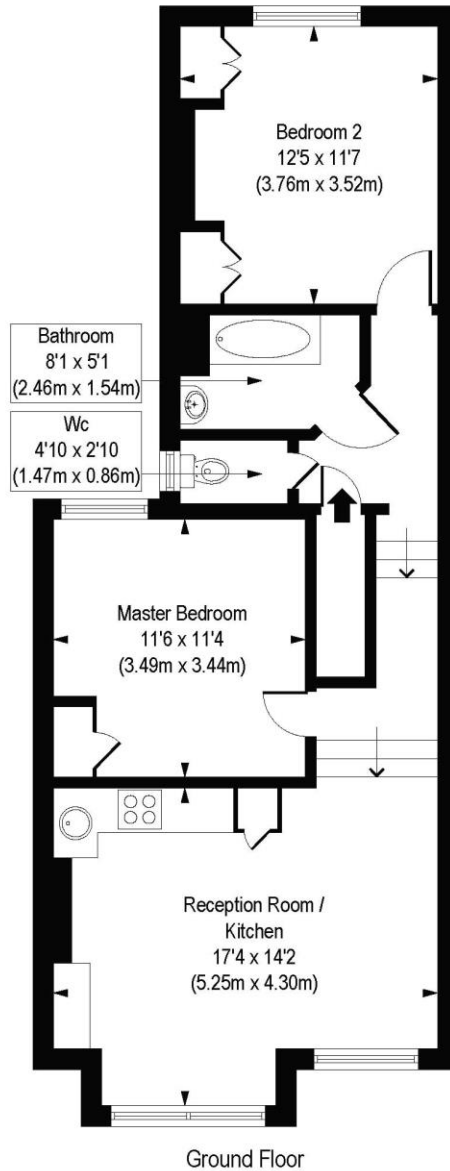 Bedroom 2
12'5 x 11'7
(3.76m x 3.52m)
Bathroom
8'1 x 5'1
(2.46m x 1.54m)
Wc
4'10 x 2'10
(1.47m x 0.86m)
Master Bedroom
11'6 x 11'4
(3.49m x 3.44m)
Reception Room /
Kitchen
17'4 x 14'2
(5.25m x 4.30m)
Ground Floor